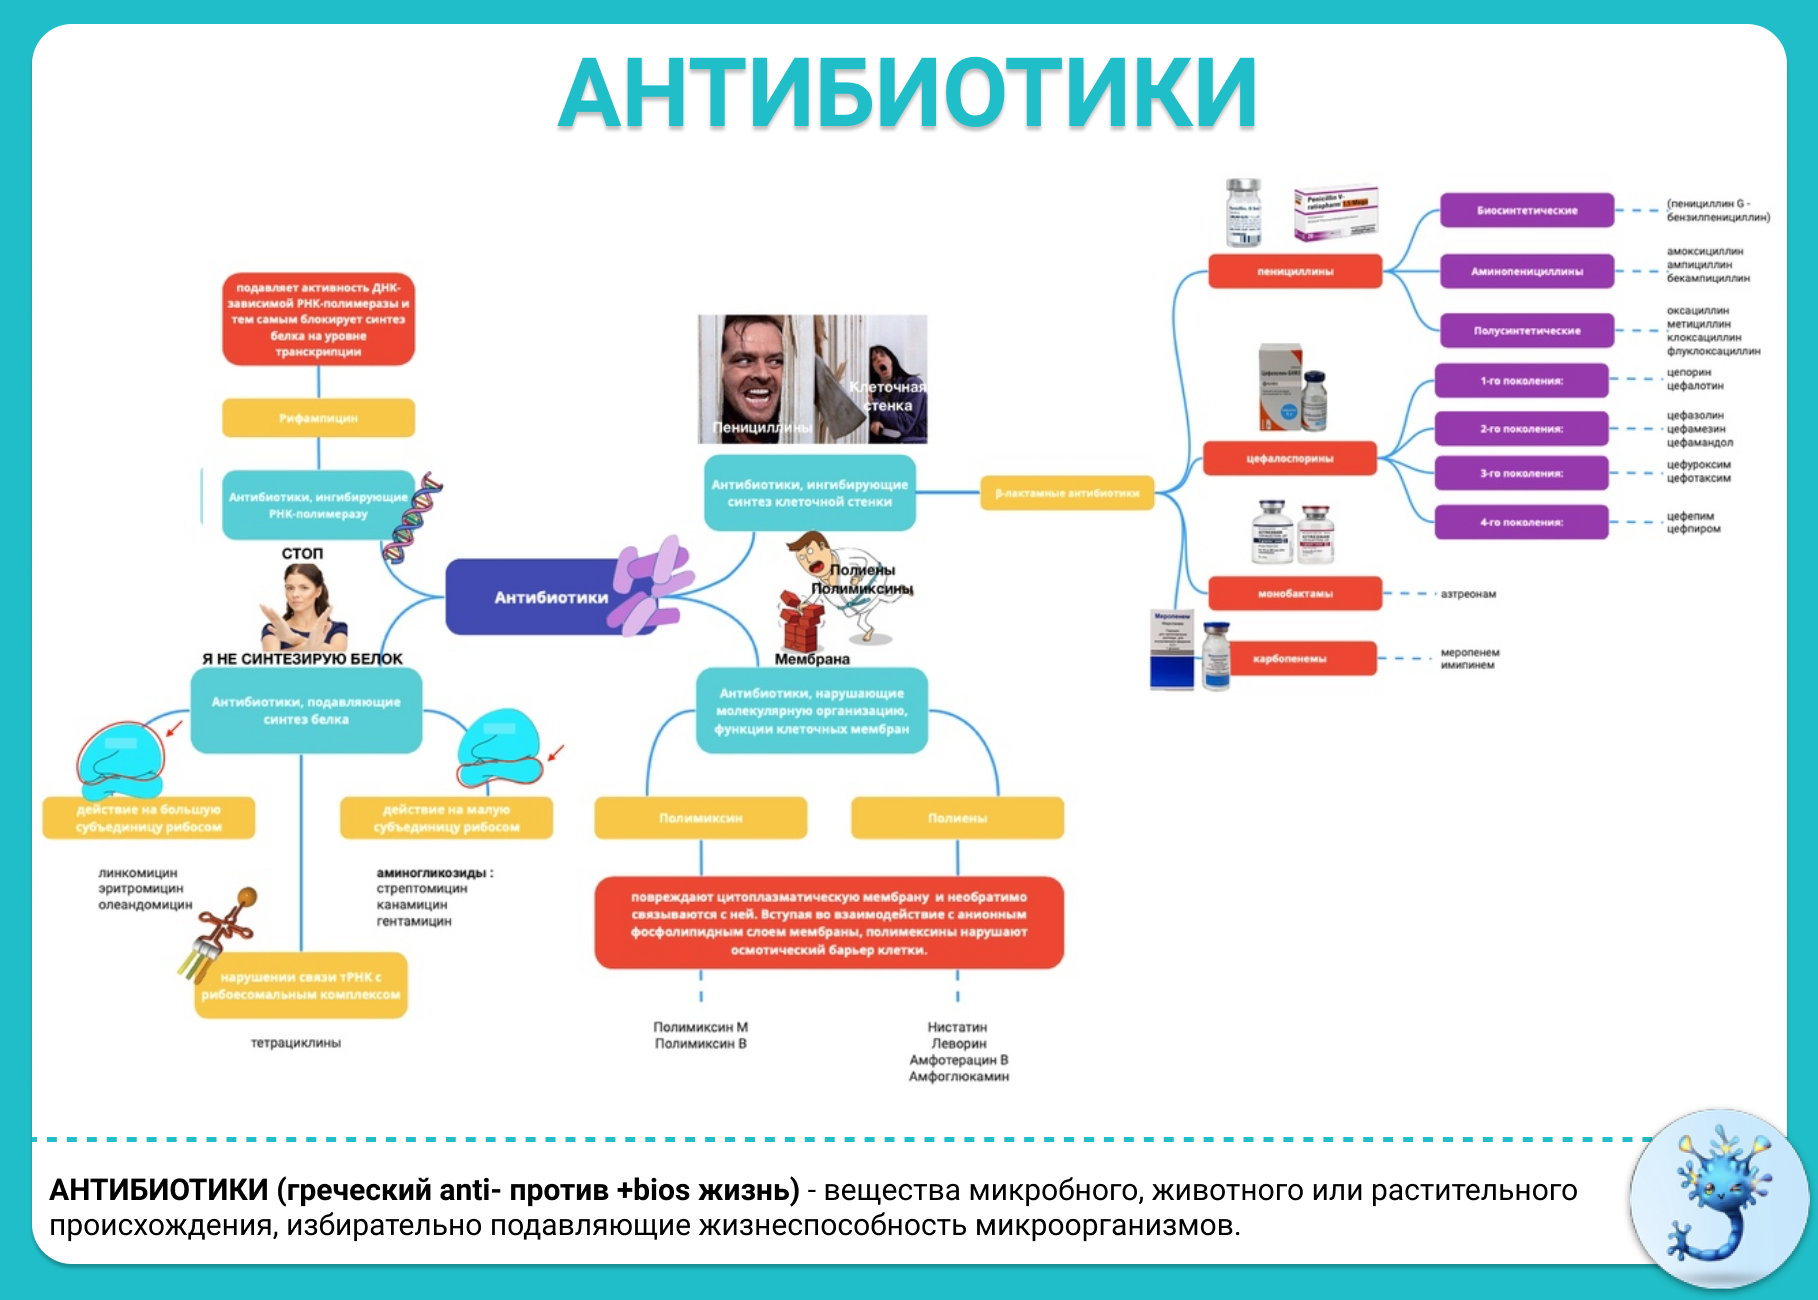 АНТИБИОТИКИ
подавляет активность ДНК-
зависимой РНК-полимеразы и
тем самым блокирует синтез
белка на уровне
транскрипции
Рифампицин
Антибиотики, ингибирующие
РНК-полимеразу
СТОП
Я НЕ СИНТЕЗИРУЮ БЕЛОК
Антибиотики, подавляющие
синтез белка
действие на большую
субъединицу рибосом
линкомицин
эритромицин
олеандомицин
действие на малую
субъединицу рибосом
аминогликозиды :
стрептомицин
канамицин
гентамицин
нарушении связи тРНК с
рибоесомальным комплексом
тетрациклины
Антибиотики
Клеточная
стенка
Пенициллины
Антибиотики, ингибирующие
синтез клеточной стенки
Полиены
Полимиксины
Мембрана
Антибиотики, нарушающие
молекулярную организацию,
функции клеточных мембран
Полимиксин
Полиены
повреждают цитоплазматическую мембрану и необратимо
связываются с ней. Вступая во взаимодействие с анионным
фосфолипидным слоем мембраны, полимексины нарушают
осмотический барьер клетки.
Полимиксин М
Полимиксин В
Нистатин
Леворин
Амфотерацин В
Амфоглюкамин
β-лактамные антибиотики
Penicillin V-
ratiopharm 1,5 Mega
пенициллины
Биосинтетические
(пенициллин G -
бензилпенициллин)
Аминопенициллины
амоксициллин
ампициллин
бекампициллин
Полусинтетические
оксациллин
метициллин
клоксациллин
флуклоксациллин
цефалоспорины
1-го поколения:
цепорин
цефалотин
2-го поколения:
цефазолин
цефамезин
цефамандол
3-го поколения:
цефуроксим
цефотаксим
4-го поколения:
цефепим
цефпиром
монобактамы
азтреонам
Меропенем
карбопенемы
меропенем
имипинем
АНТИБИОТИКИ (греческий anti- против +bios жизнь) - вещества микробного, животного или растительного
происхождения, избирательно подавляющие жизнеспособность микроорганизмов.